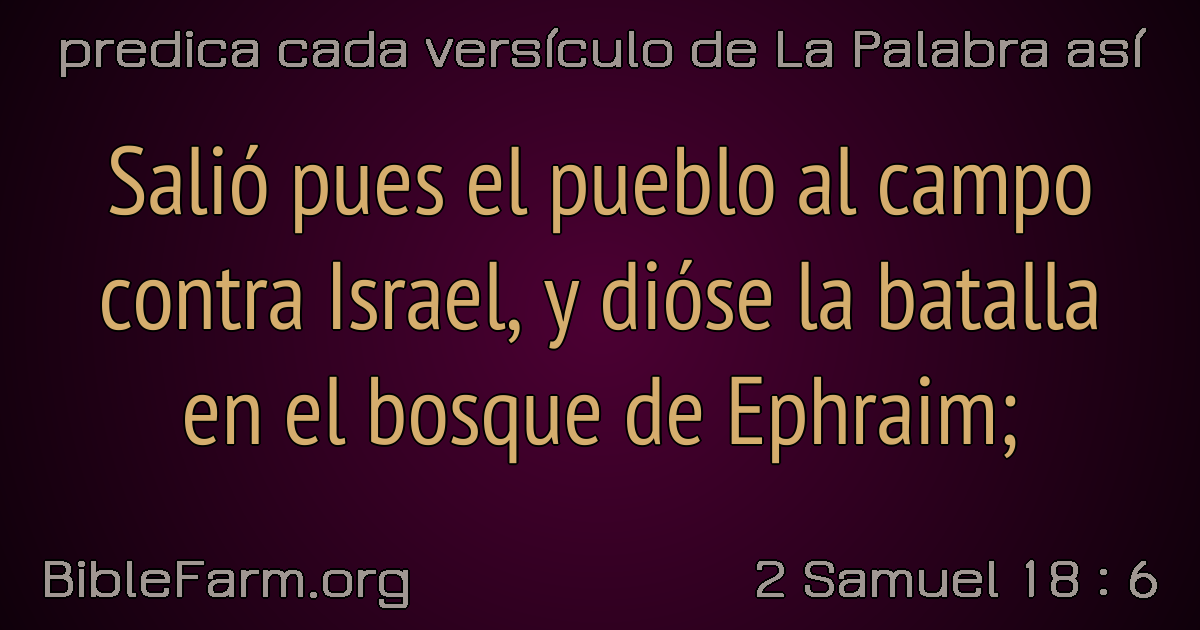 predica cada versículo de La Palabra así
Salió pues el pueblo al campo
contra Israel, y dióse la batalla
en el bosque de Ephraim;
BibleFarm.org
2 Samuel 18 : 6